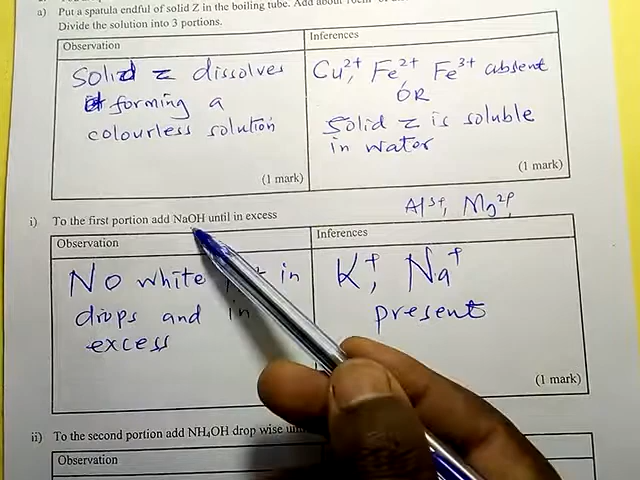 a) Put a spatula endful of solid Z in the boiling tube. Add about
Divide the solution into 3 portions.
Observation
Inferences
Solid Z dissolves
forming a
colourless solution
(1 mark)
Cu²⁺, Fe²⁺, Fe³⁺ absent
OR
Solid Z is soluble
in water
(1 mark)
Al³⁺, Mg²⁺,
i) To the first portion add NaOH until in excess
Observation
Inferences
No white in
drops and in
excess
K⁺, Na⁺
present
(1 mark)
ii) To the second portion add NH₄OH drop wise
Observation